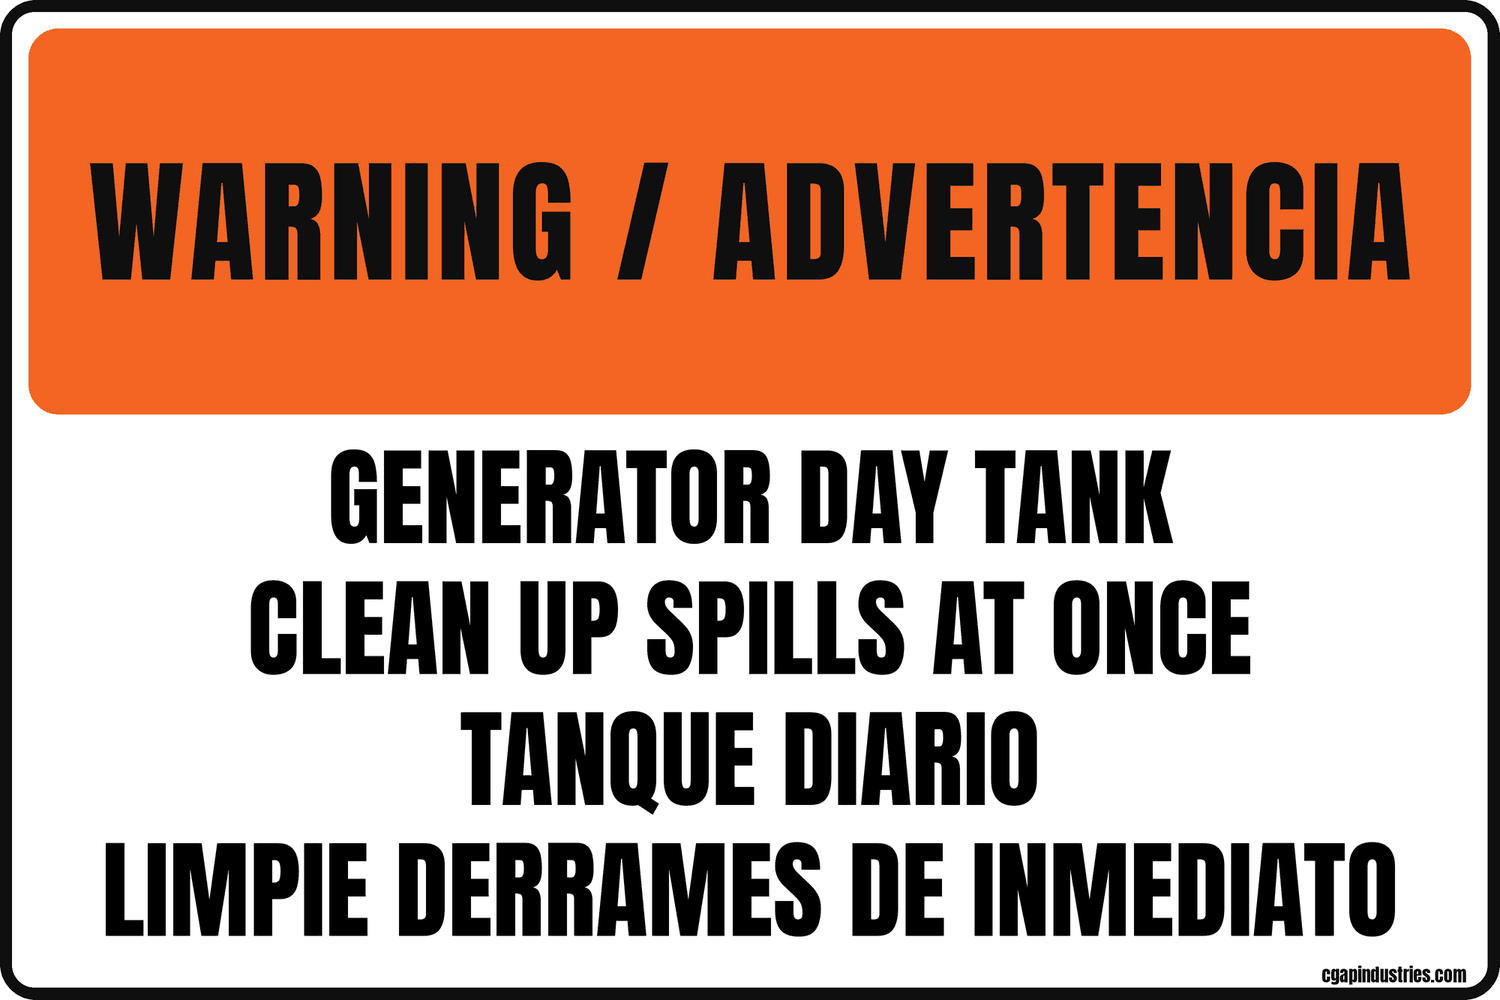 WARNING / ADVERTENCIA
GENERATOR DAY TANK
CLEAN UP SPILLS AT ONCE
TANQUE DIARIO
LIMPIE DERRAMES DE INMEDIATO
cgapindustries.com